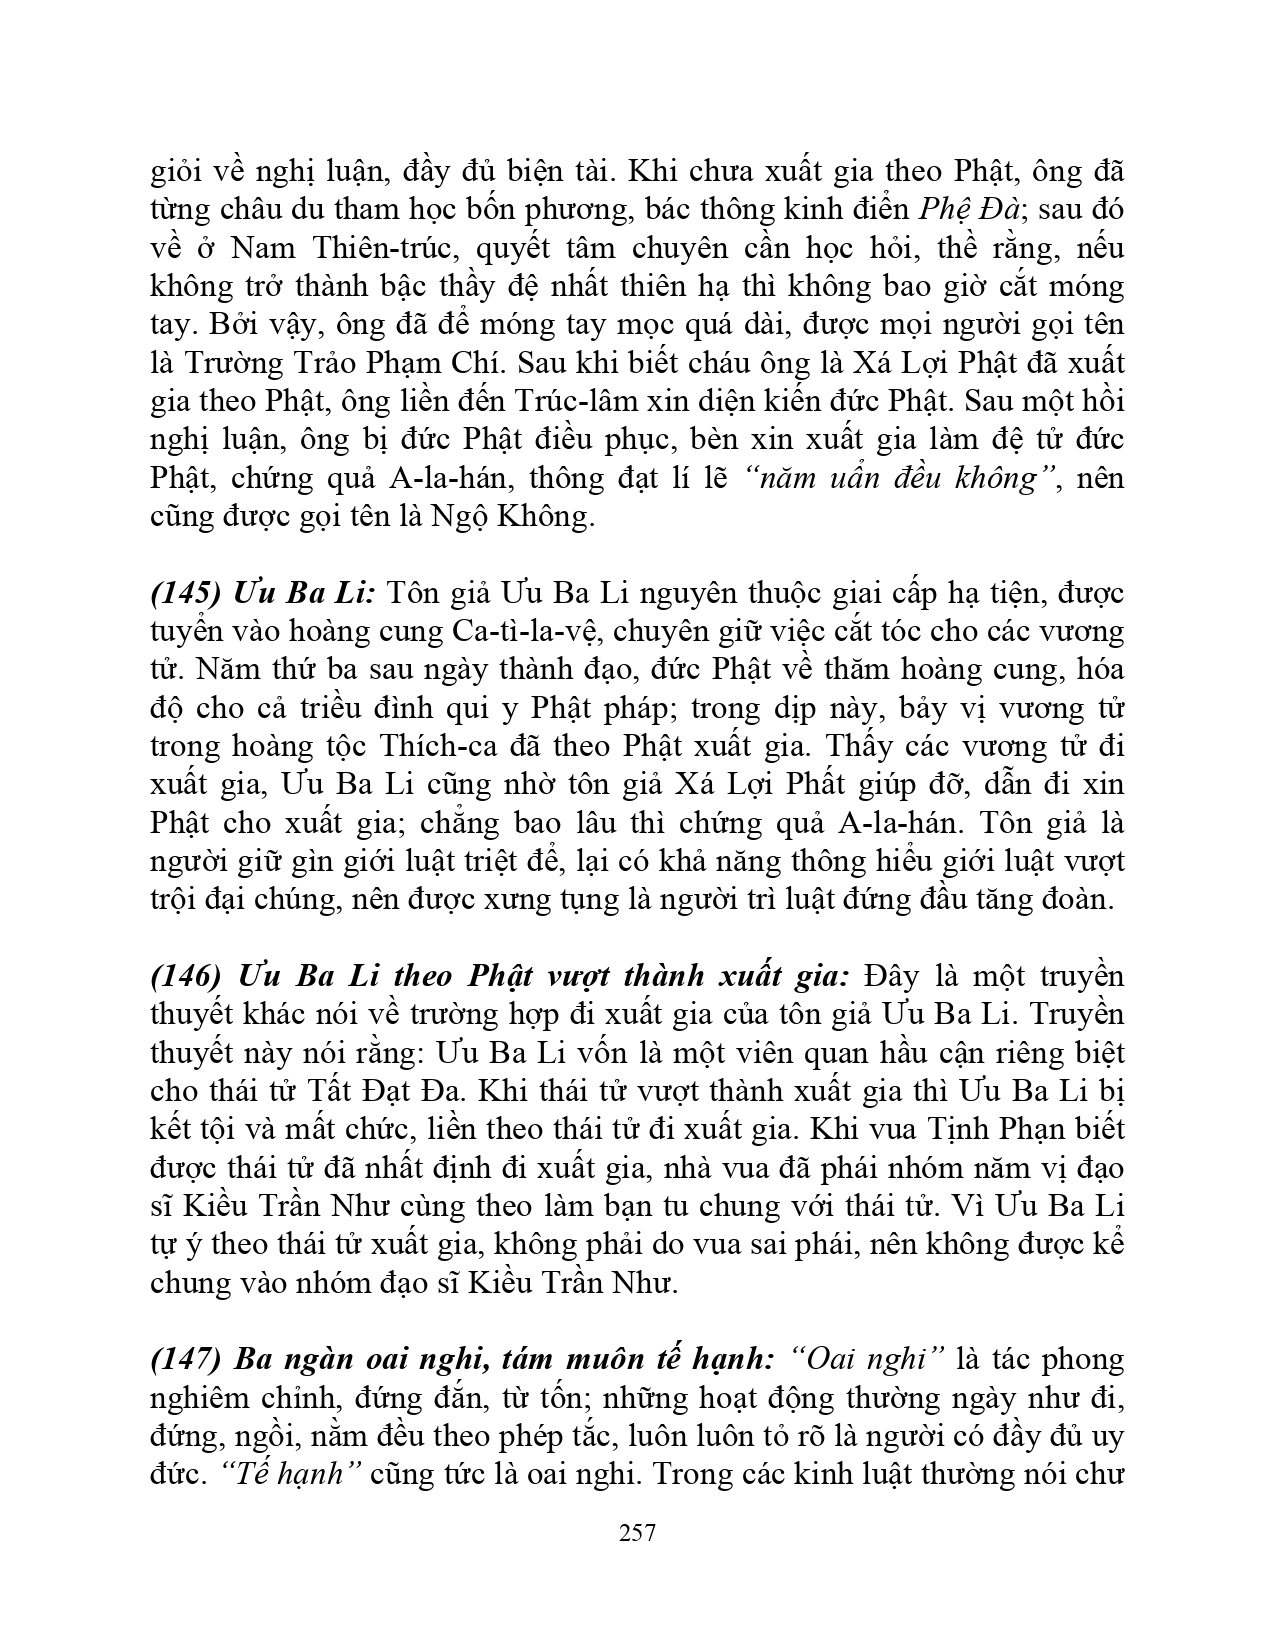 giỏi về nghị luận, đầy đủ biện tài. Khi chưa xuất gia theo Phật, ông đã
từng châu du tham học bốn phương, bác thông kinh điển Phệ Đà; sau đó
về ở Nam Thiên-trúc, quyết tâm chuyên cần học hỏi, thề rằng, nếu
không trở thành bậc thầy đệ nhất thiên hạ thì không bao giờ cắt móng
tay. Bởi vậy, ông đã để móng tay mọc quá dài, được mọi người gọi tên
là Trường Trảo Phạm Chí. Sau khi biết cháu ông là Xá Lợi Phật đã xuất
gia theo Phật, ông liền đến Trúc-lâm xin diện kiến đức Phật. Sau một hồi
nghị luận, ông bị đức Phật điều phục, bèn xin xuất gia làm đệ tử đức
Phật, chứng quả A-la-hán, thông đạt lí lẽ “năm uẩn đều không”, nên
cũng được gọi tên là Ngộ Không.
(145) Ưu Ba Li: Tôn giả Ưu Ba Li nguyên thuộc giai cấp hạ tiện, được
tuyển vào hoàng cung Ca-tì-la-vệ, chuyên giữ việc cắt tóc cho các vương
tử. Năm thứ ba sau ngày thành đạo, đức Phật về thăm hoàng cung, hóa
độ cho cả triều đình qui y Phật pháp; trong dịp này, bảy vị vương tử
trong hoàng tộc Thích-ca đã theo Phật xuất gia. Thấy các vương tử đi
xuất gia, Ưu Ba Li cũng nhờ tôn giả Xá Lợi Phất giúp đỡ, dẫn đi xin
Phật cho xuất gia; chẳng bao lâu thì chứng quả A-la-hán. Tôn giả là
người giữ gìn giới luật triệt để, lại có khả năng thông hiểu giới luật vượt
trội đại chúng, nên được xưng tụng là người trì luật đứng đầu tăng đoàn.
(146) Ưu Ba Li theo Phật vượt thành xuất gia: Đây là một truyền
thuyết khác nói về trường hợp đi xuất gia của tôn giả Ưu Ba Li. Truyền
thuyết này nói rằng: Ưu Ba Li vốn là một viên quan hầu cận riêng biệt
cho thái tử Tất Đạt Đa. Khi thái tử vượt thành xuất gia thì Ưu Ba Li bị
kết tội và mất chức, liền theo thái tử đi xuất gia. Khi vua Tịnh Phạn biết
được thái tử đã nhất định đi xuất gia, nhà vua đã phái nhóm năm vị đạo
sĩ Kiều Trần Như cùng theo làm bạn tu chung với thái tử. Vì Ưu Ba Li
tự ý theo thái tử xuất gia, không phải do vua sai phái, nên không được kể
chung vào nhóm đạo sĩ Kiều Trần Như.
(147) Ba ngàn oai nghi, tám muôn tế hạnh: “Oai nghi” là tác phong
nghiêm chỉnh, đứng đắn, từ tốn; những hoạt động thường ngày như đi,
đứng, ngồi, nằm đều theo phép tắc, luôn luôn tỏ rõ là người có đầy đủ uy
đức. “Tế hạnh” cũng tức là oai nghi. Trong các kinh luật thường nói chư
257